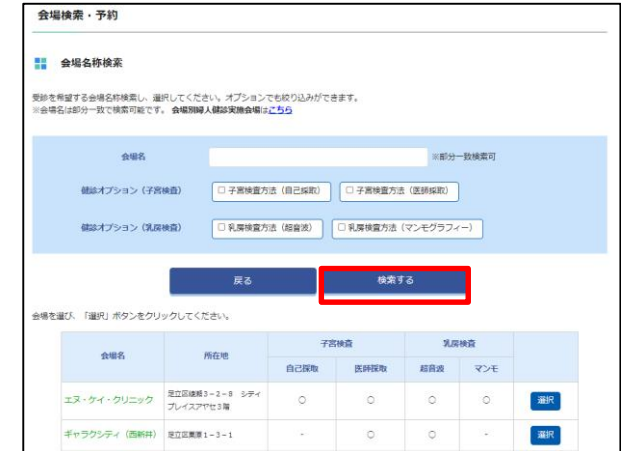 会場検索・予約
会場名称検索
受診を希望する会場名称検索し、選択してください。オプションでも絞り込みができます。
※会場名は部分一致で検索可能です。 会場別婦人健診実施会場はこちら
会場名 ※部分一致検索可
健診オプション（子宮検査） 子宮検査方法（自己採取） 子宮検査方法（医師採取）
健診オプション（乳房検査） 乳房検査方法（超音波） 乳房検査方法（マンモグラフィー）
戻る 検索する
会場を選び、「選択」ボタンをクリックしてください。
会場名 所在地 子宮検査 乳房検査
自己採取 医師採取 超音波 マンモ
エヌ・ケイ・クリニック 足立区綾瀬3-2-8 シティプレイスアヤセ3階 ○ ○ ○ ○ 選択
ギャラクシティ（西新井） 足立区栗原1-3-1 - ○ ○ - 選択